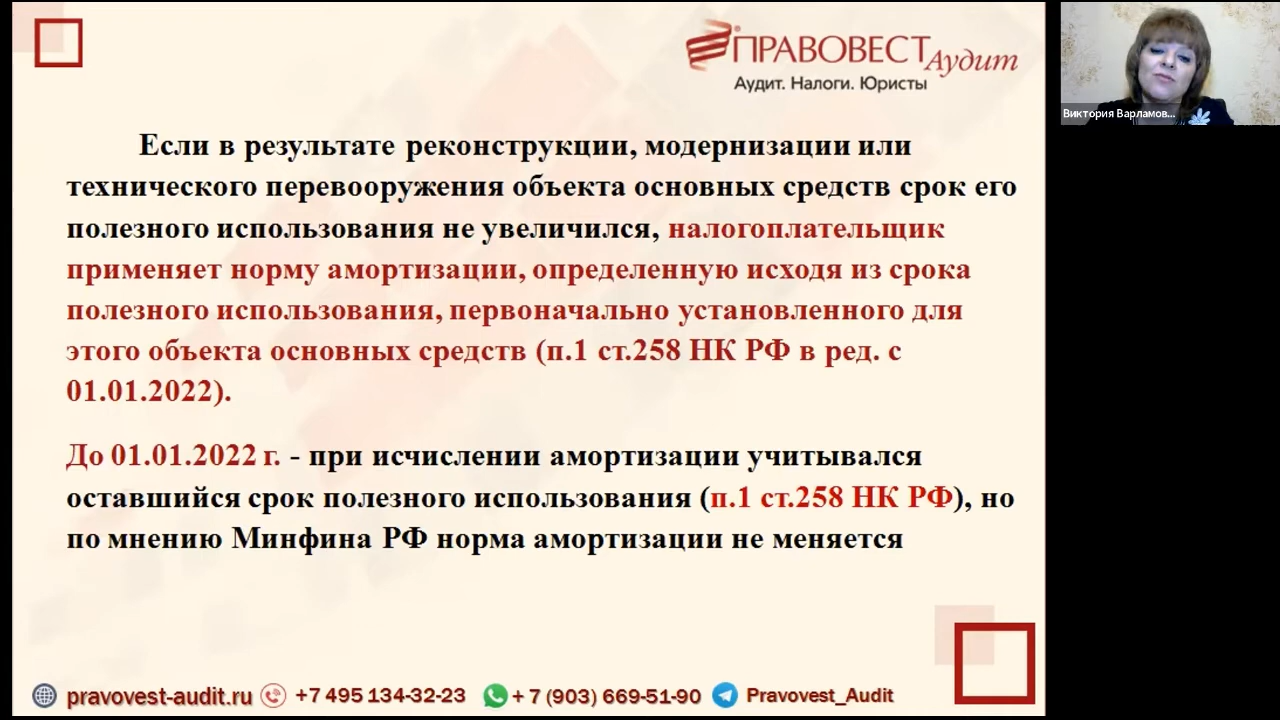 ПРАВОВЕСТ Аудит
Аудит. Налоги. Юристы
Виктория Варламов...
Если в результате реконструкции, модернизации или
технического перевооружения объекта основных средств срок его
полезного использования не увеличился, налогоплательщик
применяет норму амортизации, определенную исходя из срока
полезного использования, первоначально установленного для
этого объекта основных средств (п.1 ст.258 НК РФ в ред. с
01.01.2022).
До 01.01.2022 г. - при исчислении амортизации учитывался
оставшийся срок полезного использования (п.1 ст.258 НК РФ), но
по мнению Минфина РФ норма амортизации не меняется
pravovest-audit.ru +7 495 134-32-23 + 7 (903) 669-51-90 Pravovest_Audit